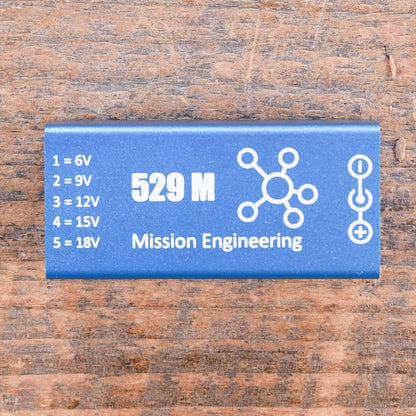 1 = 6V
2 = 9V
3 = 12V
4 = 15V
5 = 18V
529 M
Mission Engineering